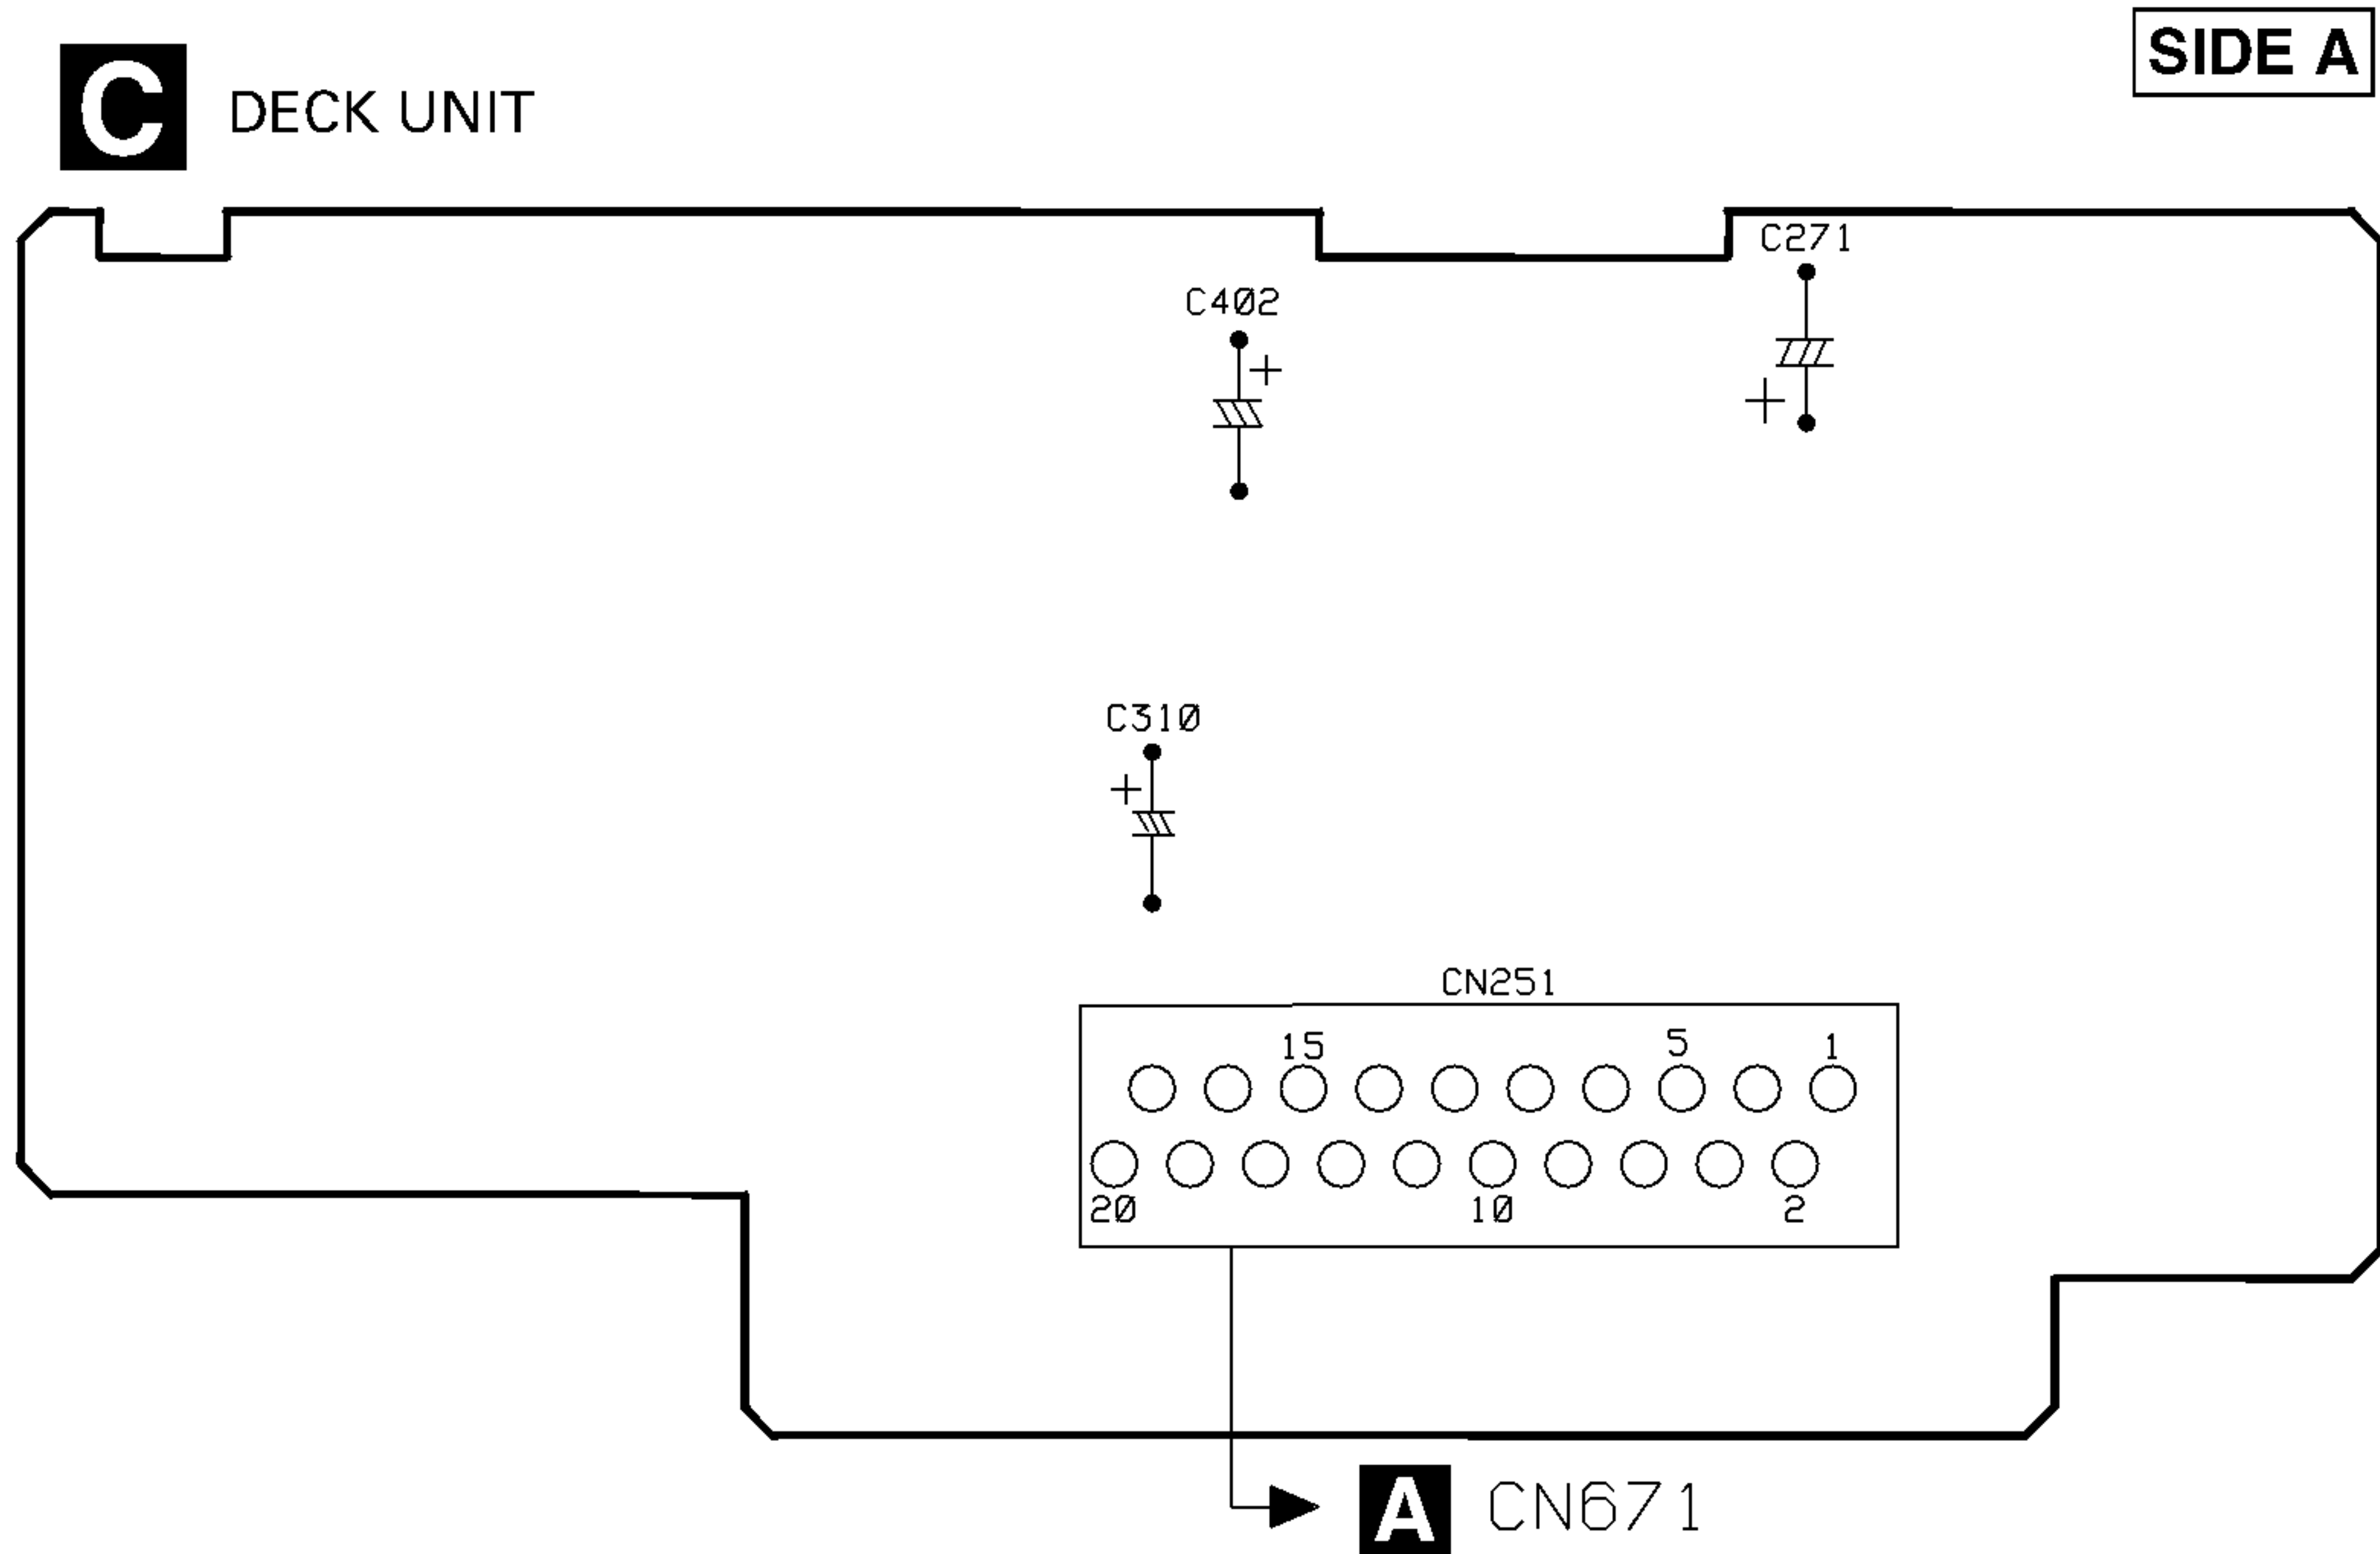 SIDE A
C DECK UNIT
C271
C402
+
+
C310
+
CN251
15 5 1
20 10 2
A CN671